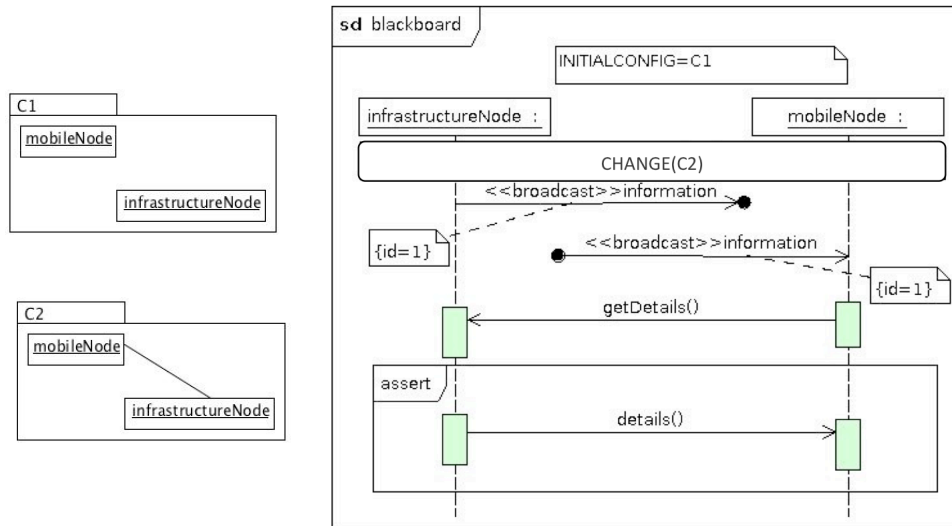 C1
mobileNode
infrastructureNode
C2
mobileNode
infrastructureNode
sd blackboard
INITIALCONFIG=C1
infrastructureNode :
mobileNode :
CHANGE(C2)
<<broadcast>>information
{id=1}
<<broadcast>>information
{id=1}
getDetails()
assert
details()